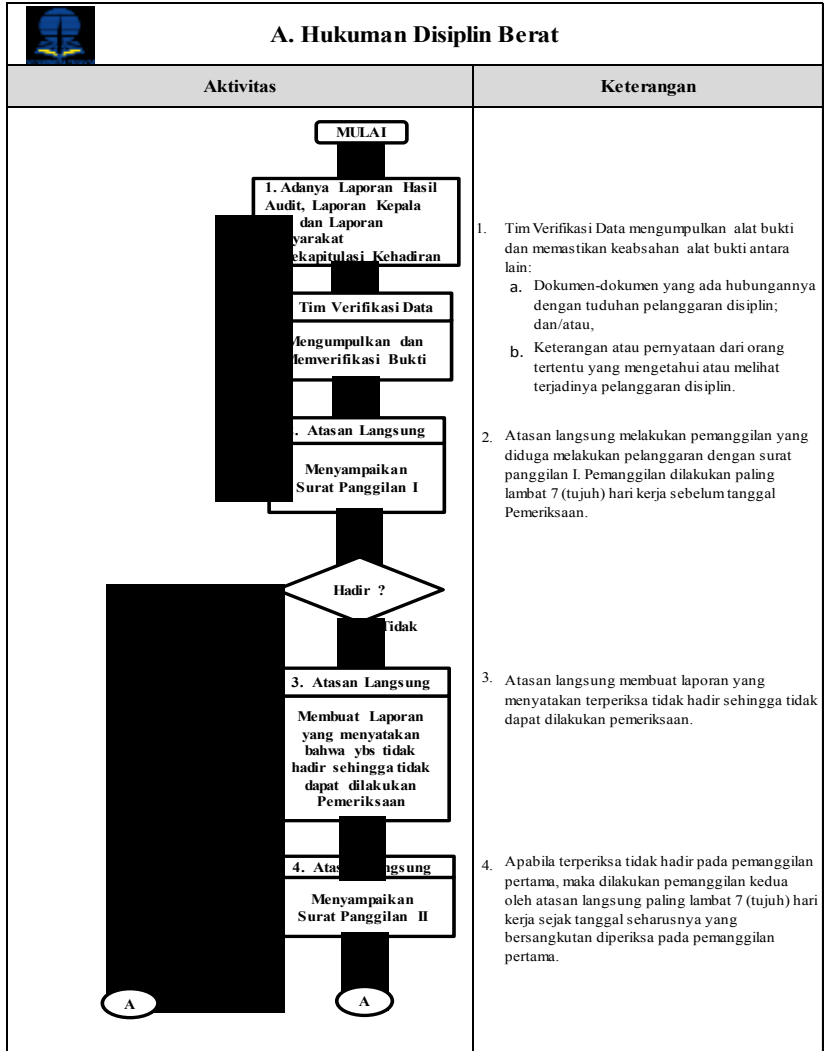 A. Hukuman Disiplin Berat
Aktivitas
Keterangan
MULAI
1. Adanya Laporan Hasil
Audit, Laporan Kepala
dan Laporan
yarakat
ekapitulasi Kehadiran
Tim Verifikasi Data
Mengumpulkan dan
Memverifikasi Bukti
. Atasan Langsung
Menyampaikan
Surat Panggilan I
Hadir ?
Tidak
3. Atasan Langsung
Membuat Laporan
yang menyatakan
bahwa ybs tidak
hadir sehingga tidak
dapat dilakukan
Pemeriksaan
4. Atas ngsung
Menyampaikan
Surat Panggilan II
A
A
1. Tim Verifikasi Data mengumpulkan alat bukti
dan memastikan keabsahan alat bukti antara
lain:
a. Dokumen-dokumen yang ada hubungannya
dengan tuduhan pelanggaran disiplin;
dan/atau,
b. Keterangan atau pernyataan dari orang
tertentu yang mengetahui atau melihat
terjadinya pelanggaran disiplin.
2. Atasan langsung melakukan pemanggilan yang
diduga melakukan pelanggaran dengan surat
panggilan I. Pemanggilan dilakukan paling
lambat 7 (tujuh) hari kerja sebelum tanggal
Pemeriksaan.
3. Atasan langsung membuat laporan yang
menyatakan terperiksa tidak hadir sehingga tidak
dapat dilakukan pemeriksaan.
4. Apabila terperiksa tidak hadir pada pemanggilan
pertama, maka dilakukan pemanggilan kedua
oleh atasan langsung paling lambat 7 (tujuh) hari
kerja sejak tanggal seharusnya yang
bersangkutan diperiksa pada pemanggilan
pertama.